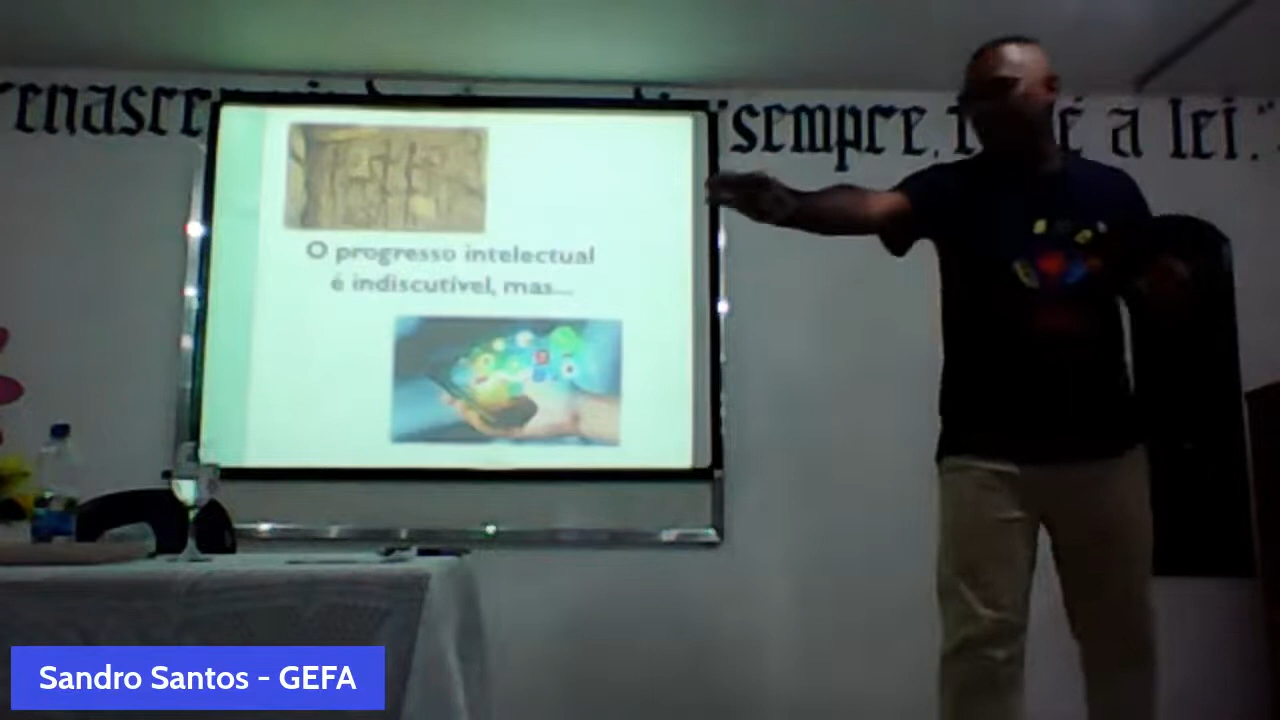 renascer
sempre,
é a lei."
O progresso intelectual
é indiscutível, mas...
Sandro Santos - GEFA